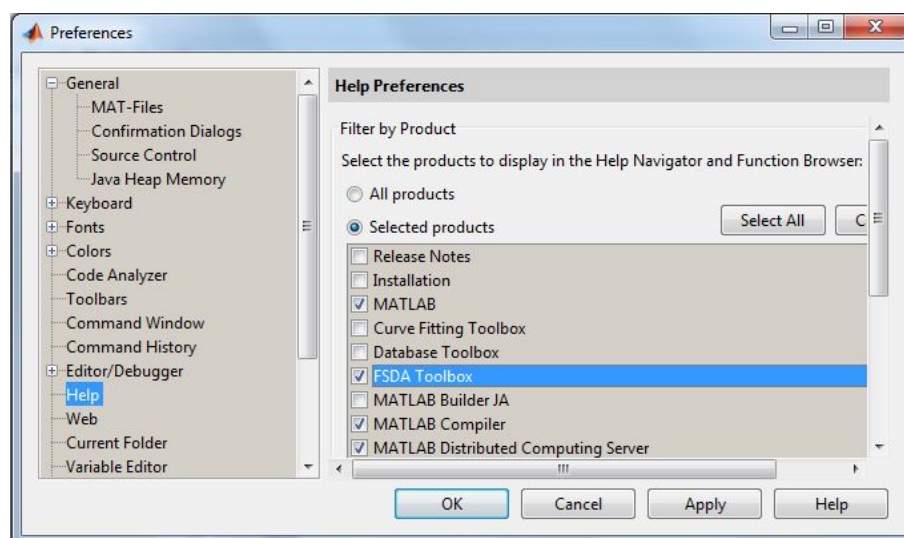 Preferences
General
MAT-Files
Confirmation Dialogs
Source Control
Java Heap Memory
Keyboard
Fonts
Colors
Code Analyzer
Toolbars
Command Window
Command History
Editor/Debugger
Help
Web
Current Folder
Variable Editor
Help Preferences
Filter by Product
Select the products to display in the Help Navigator and Function Browser:
All products
Selected products
Select All
C
Release Notes
Installation
MATLAB
Curve Fitting Toolbox
Database Toolbox
FSDA Toolbox
MATLAB Builder JA
MATLAB Compiler
MATLAB Distributed Computing Server
OK
Cancel
Apply
Help